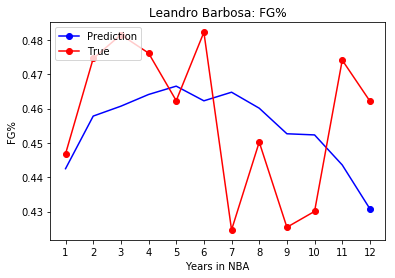 Leandro Barbosa: FG%
Prediction
True
0.48
0.47
0.46
0.45
0.44
0.43
FG%
1 2 3 4 5 6 7 8 9 10 11 12
Years in NBA